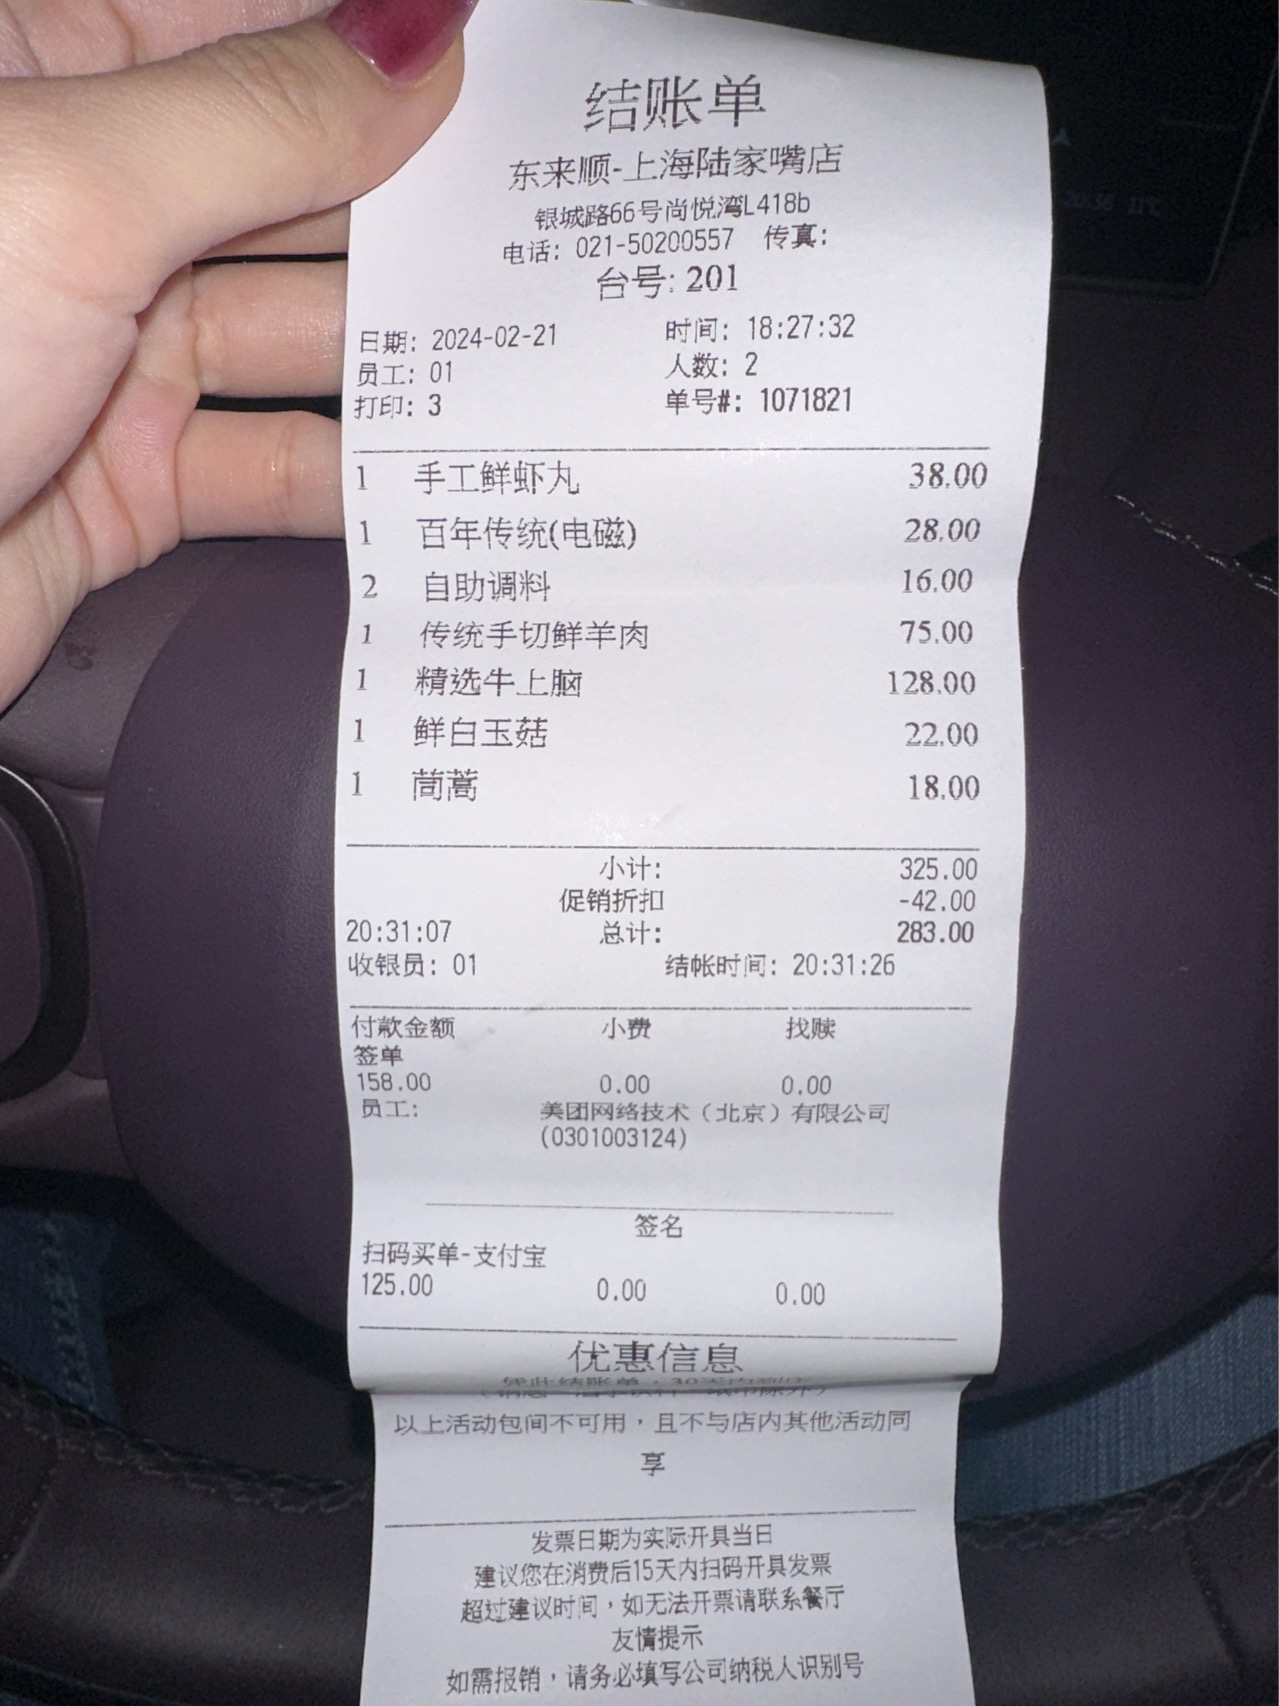 结账单
东来顺-上海陆家嘴店
银城路66号尚悦湾L418b
电话: 021-50200557 传真:
台号: 201
日期: 2024-02-21 时间: 18:27:32
员工: 01 人数: 2
打印: 3 单号#: 1071821
1 手工鲜虾丸 38.00
1 百年传统(电磁) 28.00
2 自助调料 16.00
1 传统手切鲜羊肉 75.00
1 精选牛上脑 128.00
1 鲜白玉菇 22.00
1 茼蒿 18.00
小计: 325.00
促销折扣 -42.00
20:31:07 总计: 283.00
收银员: 01 结帐时间: 20:31:26
付款金额 小费 找赎
签单
158.00 0.00 0.00
员工: 美团网络技术（北京）有限公司
(0301003124)
签名
扫码买单-支付宝
125.00 0.00 0.00
优惠信息
凭此结账单，30天内
以上活动包间不可用，且不与店内其他活动同
享
发票日期为实际开具当日
建议您在消费后15天内扫码开具发票
超过建议时间，如无法开票请联系餐厅
友情提示
如需报销，请务必填写公司纳税人识别号